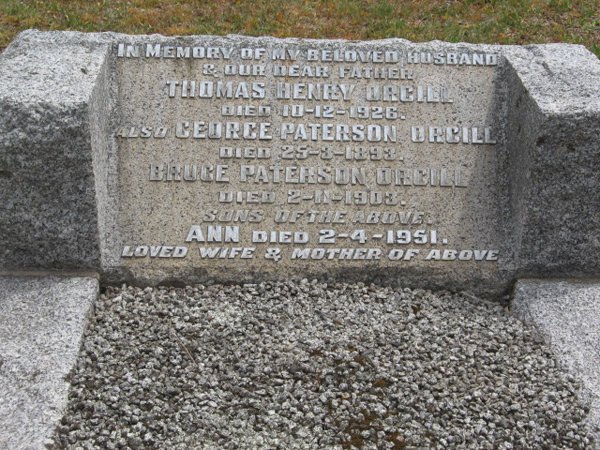 IN MEMORY OF MY BELOVED HUSBAND
& OUR DEAR FATHER
THOMAS HENRY ORGILL
DIED 10-12-1926.
ALSO GEORGE PATERSON ORGILL
DIED 25-3-1893.
BRUCE PATERSON ORGILL
DIED 2-11-1903.
SONS OF THE ABOVE.
ANN DIED 2-4-1951.
LOVED WIFE & MOTHER OF ABOVE